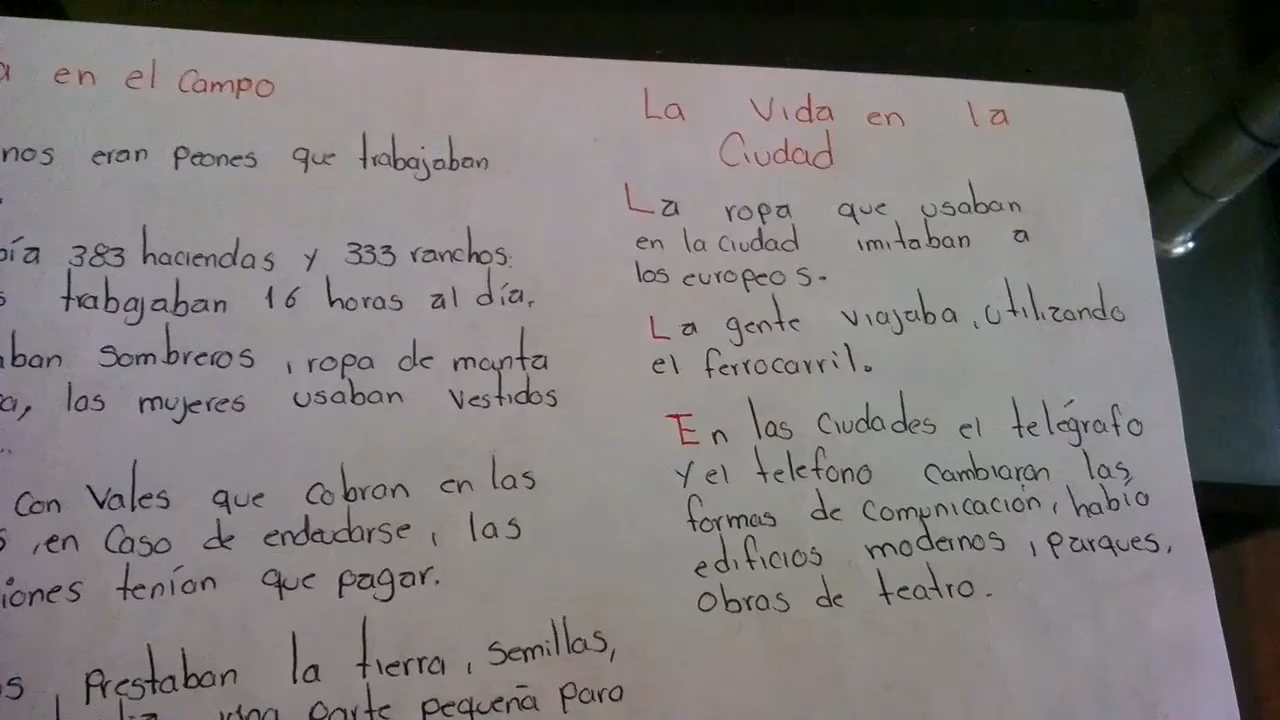 en el Campo
nos eran Peones que trabajaban
383 haciendas y 333 ranchos.
trabajaban 16 horas al día.
ban Sombreros, ropa de manta
a, las mujeres usaban vestidos
Con Vales que Cobran en las
, en Caso de endeudarse, las
iones tenían que pagar.
s, Prestaban la tierra, semillas,
una parte pequeña para
La Vida en la
Ciudad
La ropa que usaban
en la ciudad imitaban a
los europeos.
La gente viajaba, utilizando
el ferrocarril.
En las Ciudades el telégrafo
y el telefono Cambiaron las
formas de comunicación, había
edificios modernos, parques,
Obras de teatro.